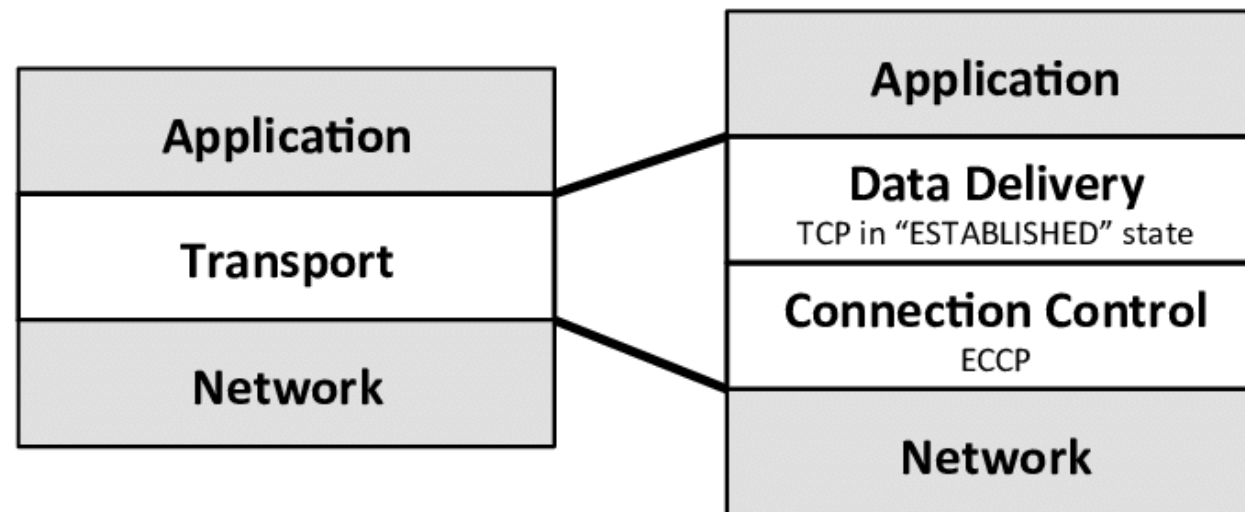 Application
Transport
Network
Application
Data Delivery
TCP in “ESTABLISHED” state
Connection Control
ECCP
Network